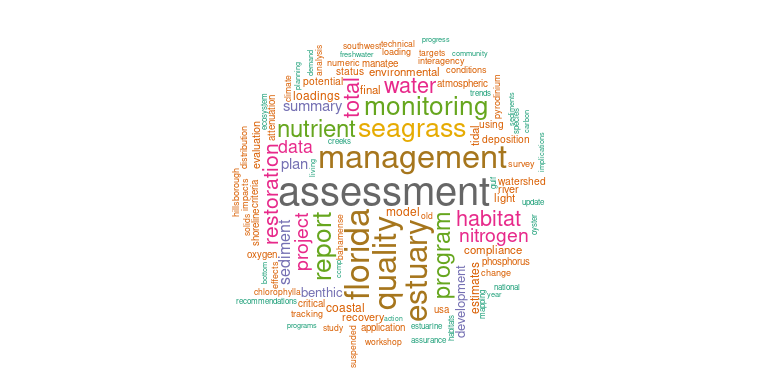 progress
southwest technical
freshwater loading targets community
numeric manatee interagency
demand analysis planning status environmental conditions
climate potential final water atmospheric
loadings total trends pyrodinium
ecosystem summary monitoring sediments
attenuation nutrient seagrass tidal using species carbon
creeks deposition
distribution evaluation data management implications
plan living survey
restoration assessment gulf watershed
river
hillsborough impacts criteria light update
solids shoreline project report bahamense model old habitat oyster
florida quality estuary program nitrogen
oxygen sediment compliance
bottom effects ccmp phosphorus
change
chlorophylla benthic development estimates national
recommendations critical coastal year
tracking usa mapping
recovery action
programs study application estuarine habitats
suspended workshop assurance